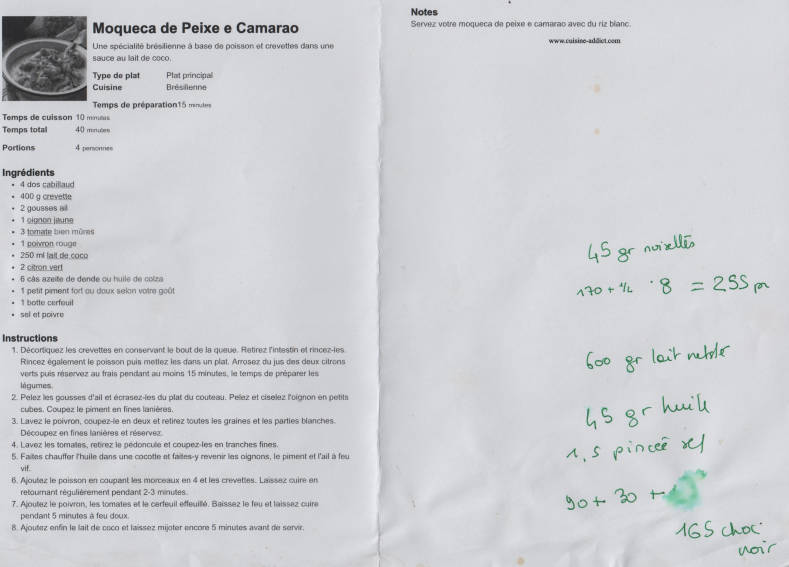 Moqueca de Peixe e Camarao
Une spécialité brésilienne à base de poisson et crevettes dans une
sauce au lait de coco.
Type de plat Plat principal
Cuisine Brésilienne
Temps de préparation15 minutes
Temps de cuisson 10 minutes
Temps total 40 minutes
Portions 4 personnes
Ingrédients
• 4 dos cabillaud
• 400 g crevette
• 2 gousses ail
• 1 oignon jaune
• 3 tomate bien mûres
• 1 poivron rouge
• 250 ml lait de coco
• 2 citron vert
• 6 càs azeite de dende ou huile de colza
• 1 petit piment fort ou doux selon votre goût
• 1 botte cerfeuil
• sel et poivre
Instructions
1. Décortiquez les crevettes en conservant le bout de la queue. Retirez l'intestin et rincez-les.
Rincez également le poisson puis mettez les dans un plat. Arrosez du jus des deux citrons
verts puis réservez au frais pendant au moins 15 minutes, le temps de préparer les
légumes.
2. Pelez les gousses d'ail et écrasez-les du plat du couteau. Pelez et ciselez l'oignon en petits
cubes. Coupez le piment en fines lanières.
3. Lavez le poivron, coupez-le en deux et retirez toutes les graines et les parties blanches.
Découpez en fines lanières et réservez.
4. Lavez les tomates, retirez le pédoncule et coupez-les en tranches fines.
5. Faites chauffer l'huile dans une cocotte et faites-y revenir les oignons, le piment et l'ail à feu
vif.
6. Ajoutez le poisson en coupant les morceaux en 4 et les crevettes. Laissez cuire en
retournant régulièrement pendant 2-3 minutes.
7. Ajoutez le poivron, les tomates et le cerfeuil effeuillé. Baissez le feu et laissez cuire
pendant 5 minutes à feu doux.
8. Ajoutez enfin le lait de coco et laissez mijoter encore 5 minutes avant de servir.
Notes
Servez votre moqueca de peixe e camarao avec du riz blanc.
www.cuisine-addict.com
45 gr noisettes
170 + 8 = 255
600 gr lait
45 gr huile
1,5 pinceé sel
90 + 30 +
165 choc
noir